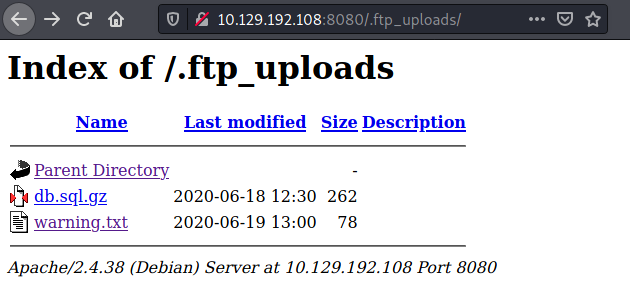 10.129.192.108:8080/.ftp_uploads/
Index of /.ftp_uploads
Name Last modified Size Description
Parent Directory -
db.sql.gz 2020-06-18 12:30 262
warning.txt 2020-06-19 13:00 78
Apache/2.4.38 (Debian) Server at 10.129.192.108 Port 8080